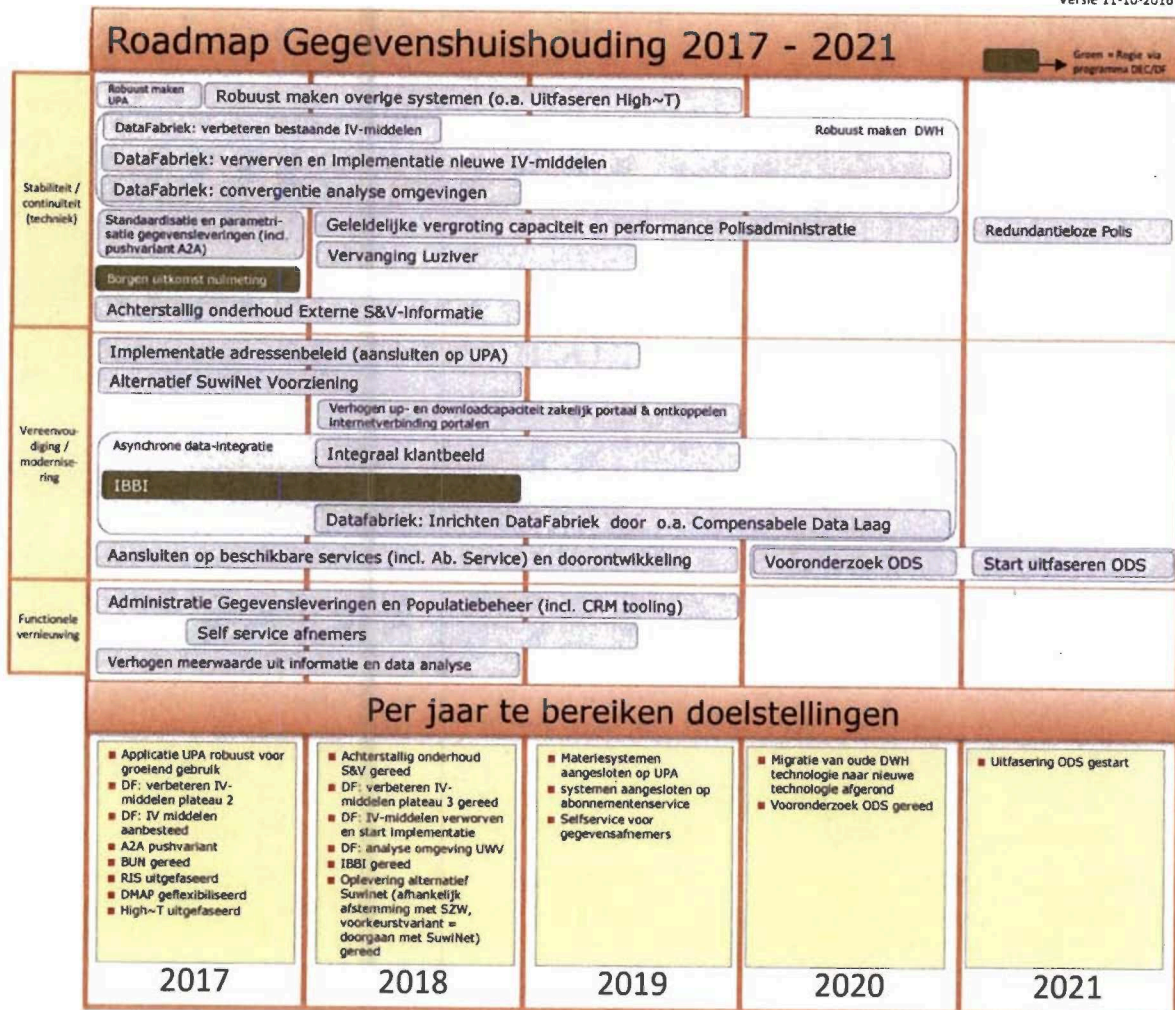 Versie 11-10-2016
Roadmap Gegevenshuishouding 2017 - 2021
Groen = Regie via
programma DEC/DF
Stabiliteit /
continuïteit
(techniek)
Robuust maken
UPA
Robuust maken overige systemen (o.a. Uitfaseren High~T)
DataFabriek: verbeteren bestaande IV-middelen
Robuust maken DWH
DataFabriek: verwerven en implementatie nieuwe IV-middelen
DataFabriek: convergentie analyse omgevingen
Standaardisatie en parametri-
satie gegevensleveringen (incl.
pushvariant A2A)
Geleidelijke vergroting capaciteit en performance Polisadministratie
Redundantieloze Polis
Vervanging Luziver
Borgen uitkomst nulmeting
Achterstallig onderhoud Externe S&V-informatie
Vereenvou-
diging /
modernise-
ring
Implementatie adressenbeleid (aansluiten op UPA)
Alternatief SuwiNet Voorziening
Verhogen up- en downloadcapaciteit zakelijk portaal & ontkoppelen
internetverbinding portalen
Asynchrone data-integratie
Integraal klantbeeld
IBBI
Datafabriek: Inrichten DataFabriek door o.a. Compensabele Data Laag
Aansluiten op beschikbare services (incl. Ab. Service) en doorontwikkeling
Vooronderzoek ODS
Start uitfaseren ODS
Functionele
vernieuwing
Administratie Gegevensleveringen en Populatiebeheer (incl. CRM tooling)
Self service afnemers
Verhogen meerwaarde uit informatie en data analyse
Per jaar te bereiken doelstellingen
■ Applicatie UPA robuust voor
groeiend gebruik
■ DF: verbeteren IV-
middelen plateau 2
■ DF: IV middelen
aanbesteed
■ A2A pushvariant
■ BUN gereed
■ RIS uitgefaseerd
■ DMAP geflexibiliseerd
■ High~T uitgefaseerd
2017
■ Achterstallig onderhoud
S&V gereed
■ DF: verbeteren IV-
middelen plateau 3 gereed
■ DF: IV-middelen verworven
en start implementatie
■ DF: analyse omgeving UWV
■ IBBI gereed
■ Oplevering alternatief
Suwinet (afhankelijk
afstemming met SZW,
voorkeurstvariant =
doorgaan met SuwiNet)
gereed
2018
■ Materiesystemen
aangesloten op UPA
■ systemen aangesloten op
abonnementenservice
■ Selfservice voor
gegevensafnemers
2019
■ Migratie van oude DWH
technologie naar nieuwe
technologie afgerond
■ Vooronderzoek ODS gereed
2020
■ Uitfasering ODS gestart
2021